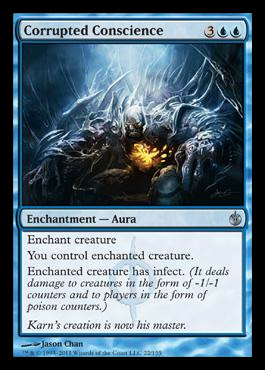 Corrupted Conscience 3
Enchantment — Aura
Enchant creature
You control enchanted creature.
Enchanted creature has infect. (It deals
damage to creatures in the form of -1/-1
counters and to players in the form of
poison counters.)
Karn's creation is now his master.
Jason Chan
™ & © 1993–2011 Wizards of the Coast LLC 22/155